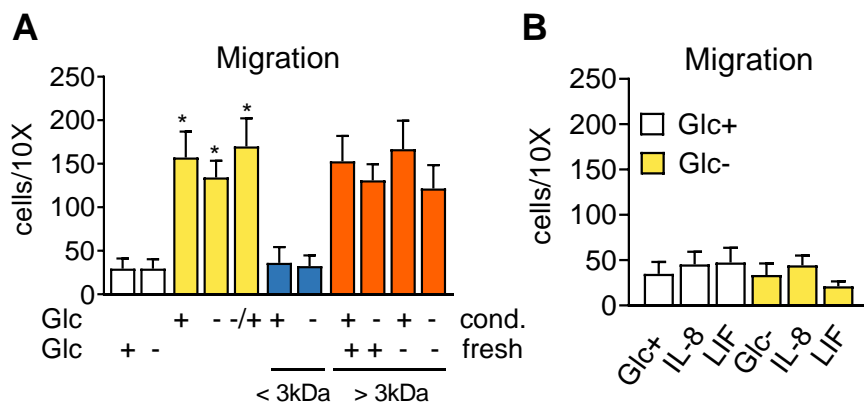 A
Migration
cells/10X
250
200
150
100
50
0
* * *
Glc + - -/+ + - + - + - cond.
Glc + - + + - - fresh
< 3kDa > 3kDa
B
Migration
cells/10X
250
200
150
100
50
0
Glc+
Glc-
Glc+ IL-8 LIF Glc- IL-8 LIF